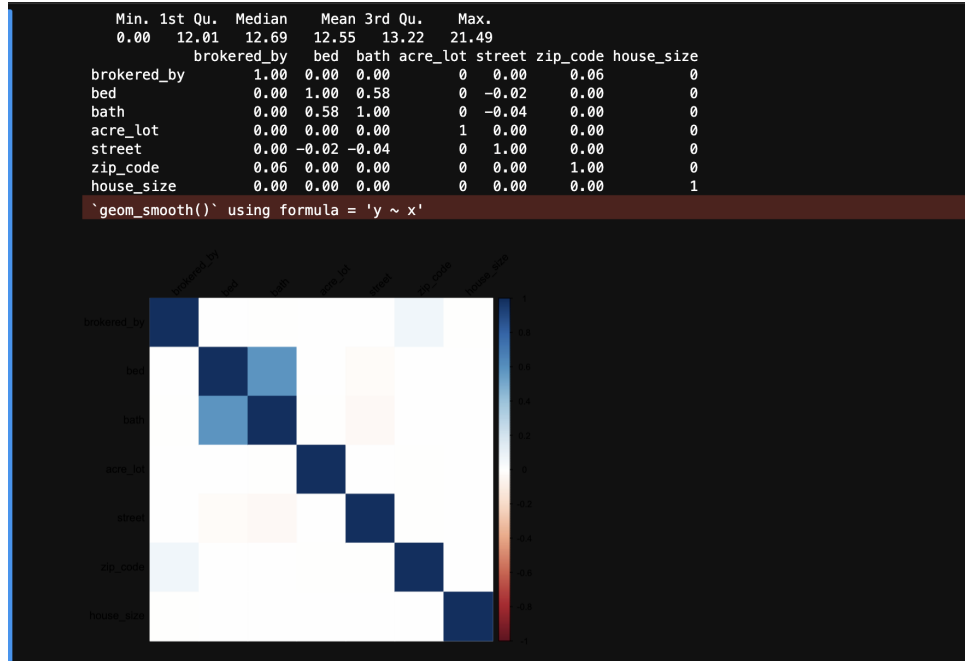 Min. 1st Qu. Median Mean 3rd Qu. Max.
0.00 12.01 12.69 12.55 13.22 21.49
brokered_by bed bath acre_lot street zip_code house_size
brokered_by 1.00 0.00 0.00 0 0.00 0.06 0
bed 0.00 1.00 0.58 0 -0.02 0.00 0
bath 0.00 0.58 1.00 0 -0.04 0.00 0
acre_lot 0.00 0.00 0.00 1 0.00 0.00 0
street 0.00 -0.02 -0.04 0 1.00 0.00 0
zip_code 0.06 0.00 0.00 0 0.00 1.00 0
house_size 0.00 0.00 0.00 0 0.00 0.00 1
`geom_smooth()` using formula = 'y ~ x'
brokered_by bed bath acre_lot street zip_code house_size
brokered_by
bed
bath
acre_lot
street
zip_code
house_size
1
0.8
0.6
0.4
0.2
0
-0.2
-0.4
-0.6
-0.8
-1